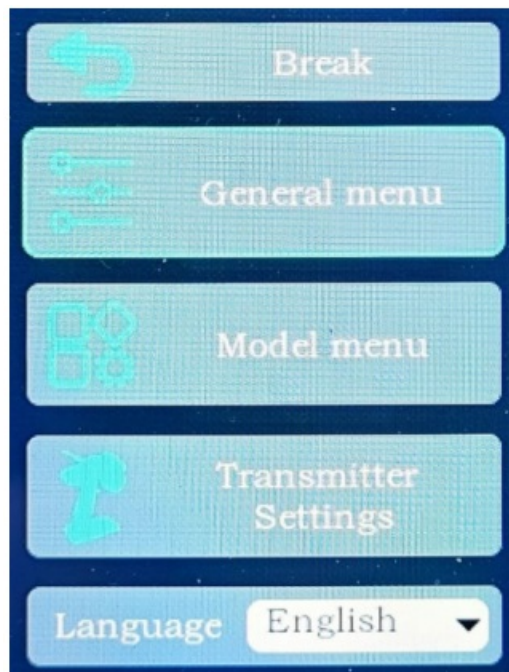 Break
General menu
Model menu
Transmitter
Settings
Language English